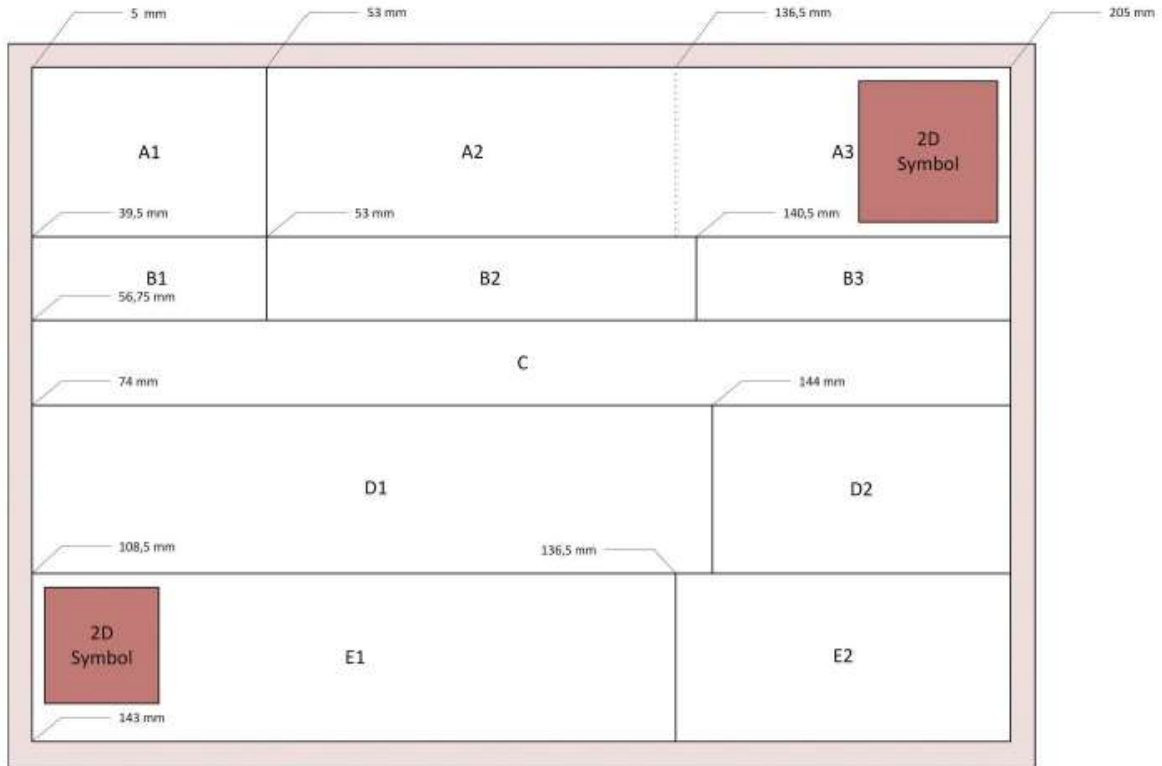 5 mm
53 mm
136,5 mm
205 mm
A1
A2
A3
2D
Symbol
39,5 mm
53 mm
140,5 mm
B1
B2
B3
56,75 mm
C
74 mm
144 mm
D1
D2
108,5 mm
136,5 mm
2D
Symbol
E1
E2
143 mm